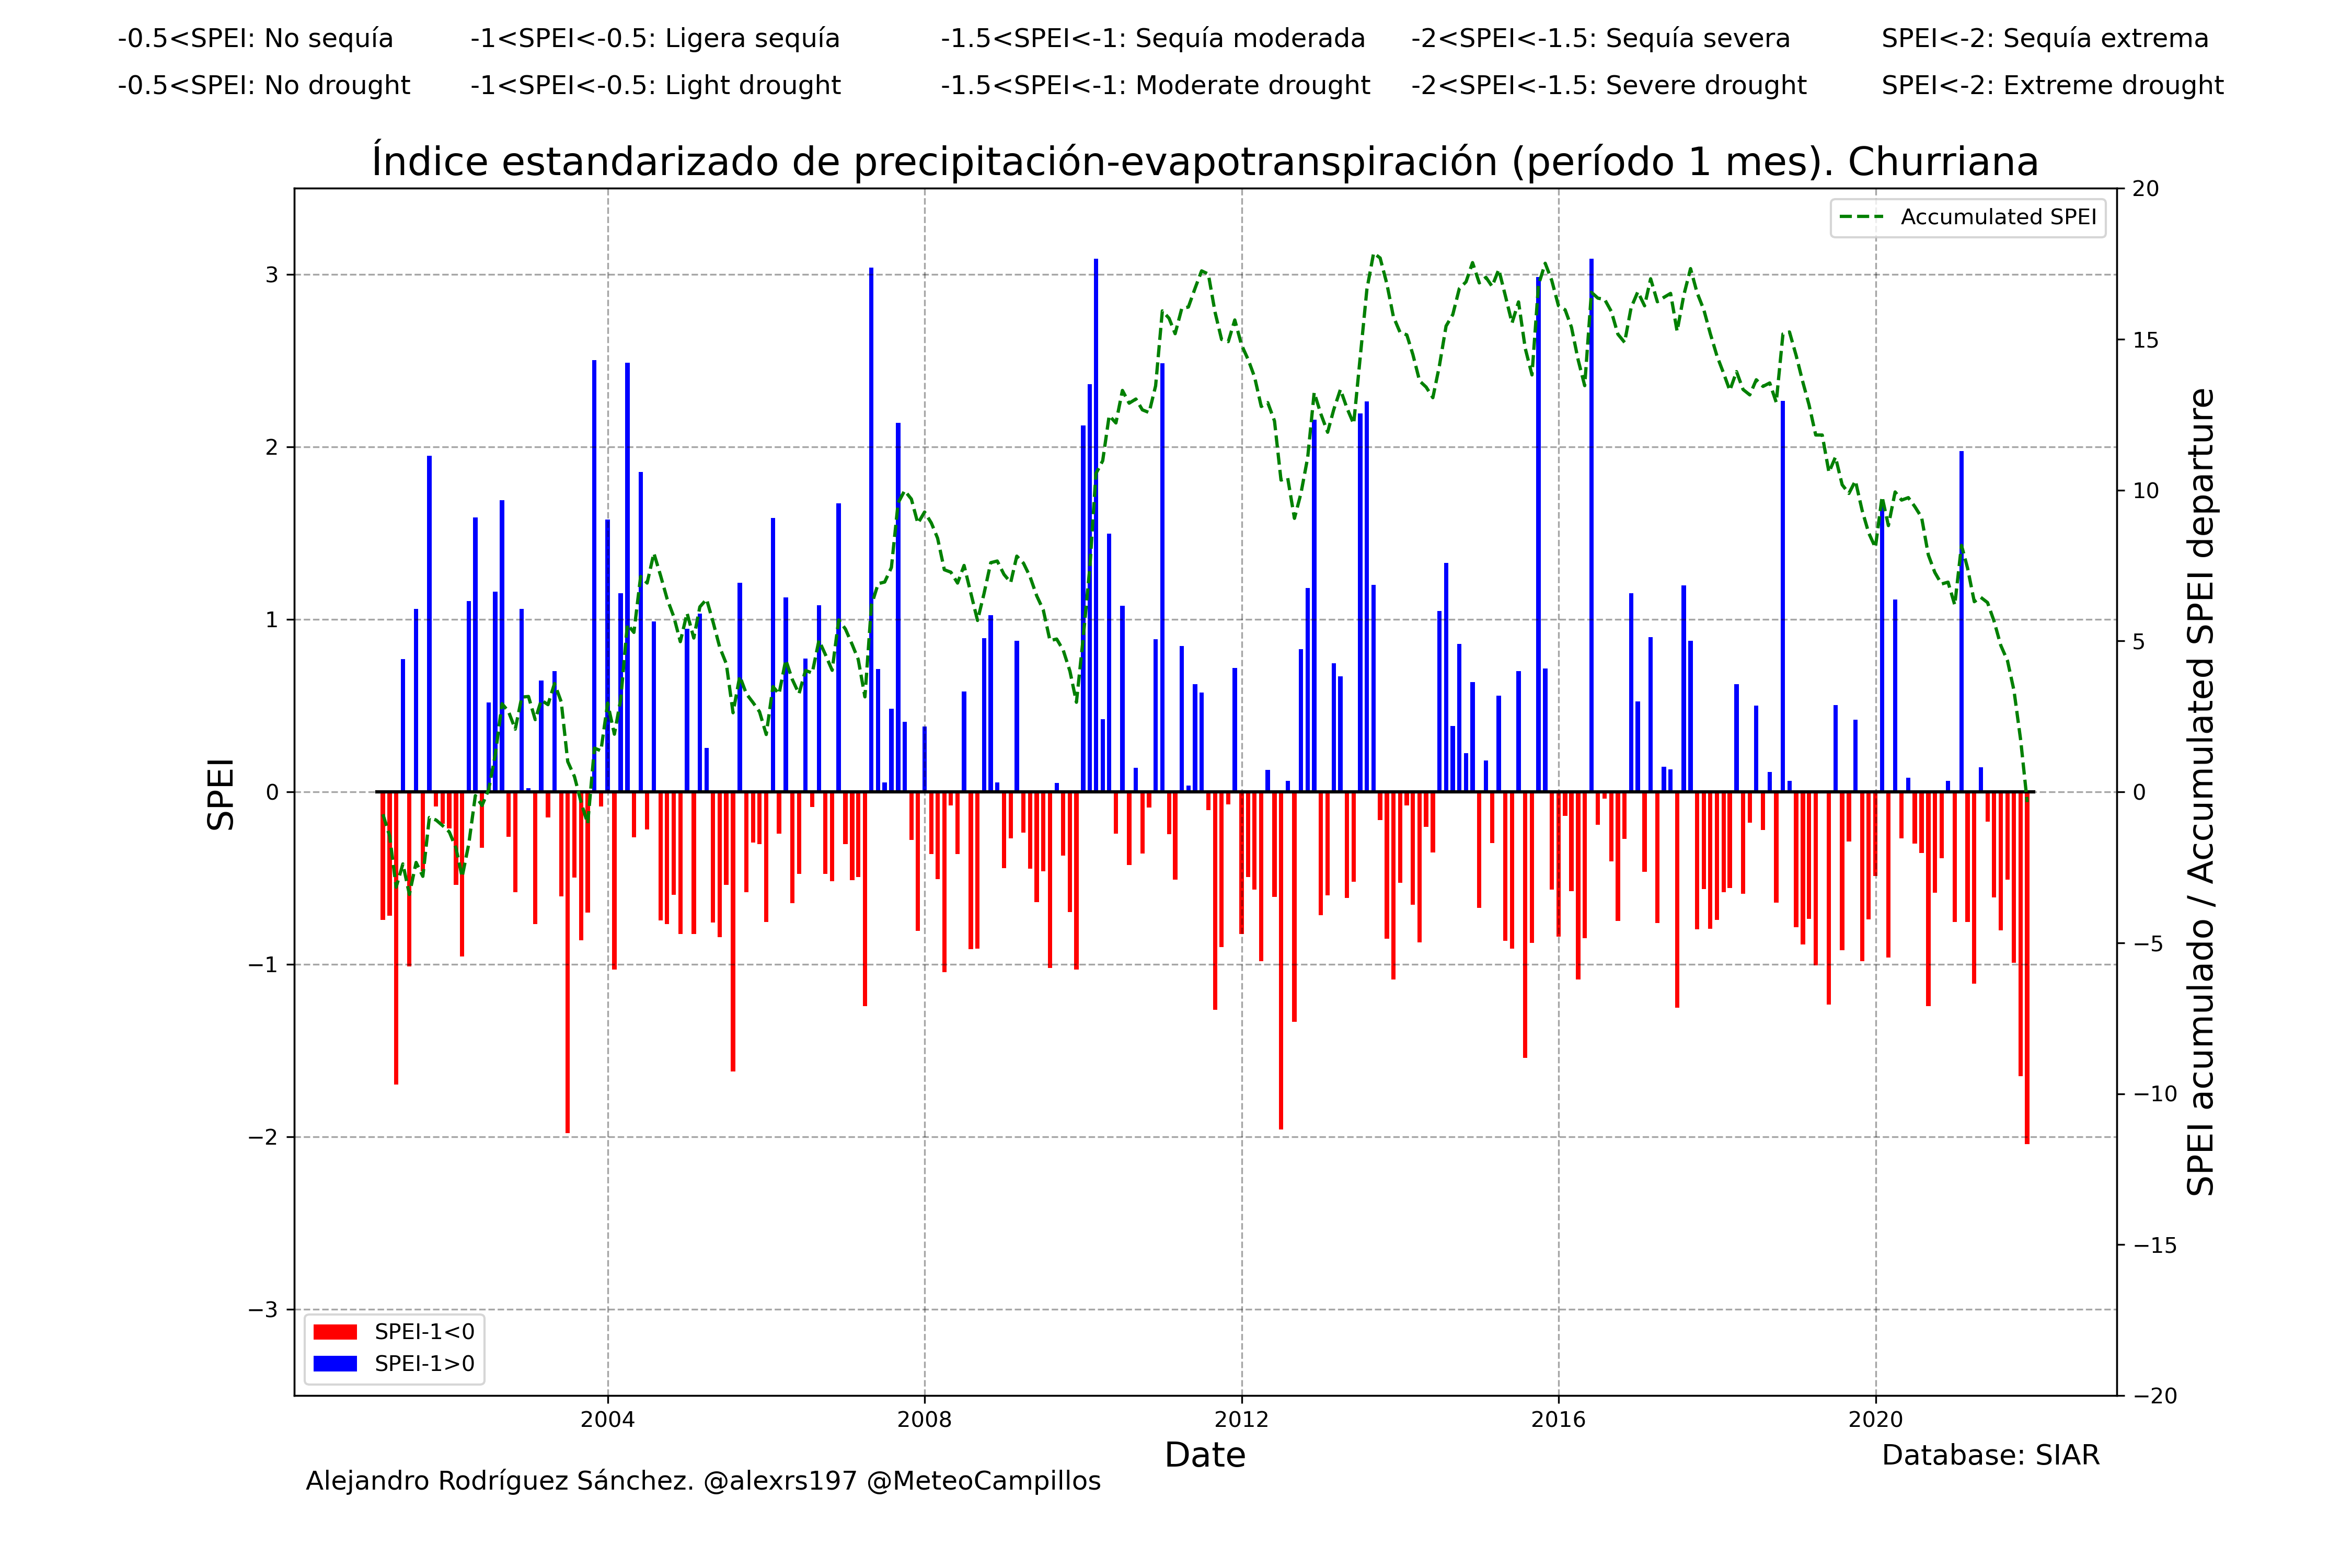 -0.5<SPEI: No sequía -1<SPEI<-0.5: Ligera sequía -1.5<SPEI<-1: Sequía moderada -2<SPEI<-1.5: Sequía severa SPEI<-2: Sequía extrema
-0.5<SPEI: No drought -1<SPEI<-0.5: Light drought -1.5<SPEI<-1: Moderate drought -2<SPEI<-1.5: Severe drought SPEI<-2: Extreme drought
Índice estandarizado de precipitación-evapotranspiración (período 1 mes). Churriana
Accumulated SPEI
SPEI
3
2
1
0
−1
−2
−3
20
15
10
5
0
−5
−10
−15
−20
SPEI acumulado / Accumulated SPEI departure
SPEI-1<0
SPEI-1>0
2004 2008 2012 2016 2020
Date
Database: SIAR
Alejandro Rodríguez Sánchez. @alexrs197 @MeteoCampillos